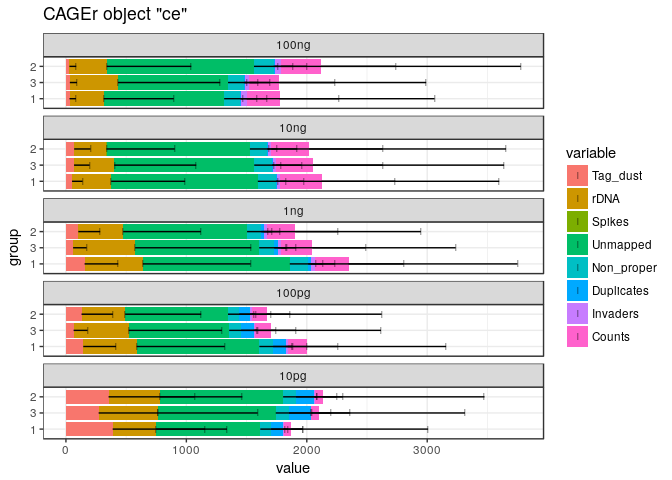 CAGEr object "ce"
100ng
2
3
1
10ng
2
3
1
1ng
2
3
1
100pg
2
3
1
10pg
2
3
1
0
1000
2000
3000
value
group
variable
Tag_dust
rDNA
Spikes
Unmapped
Non_proper
Duplicates
Invaders
Counts